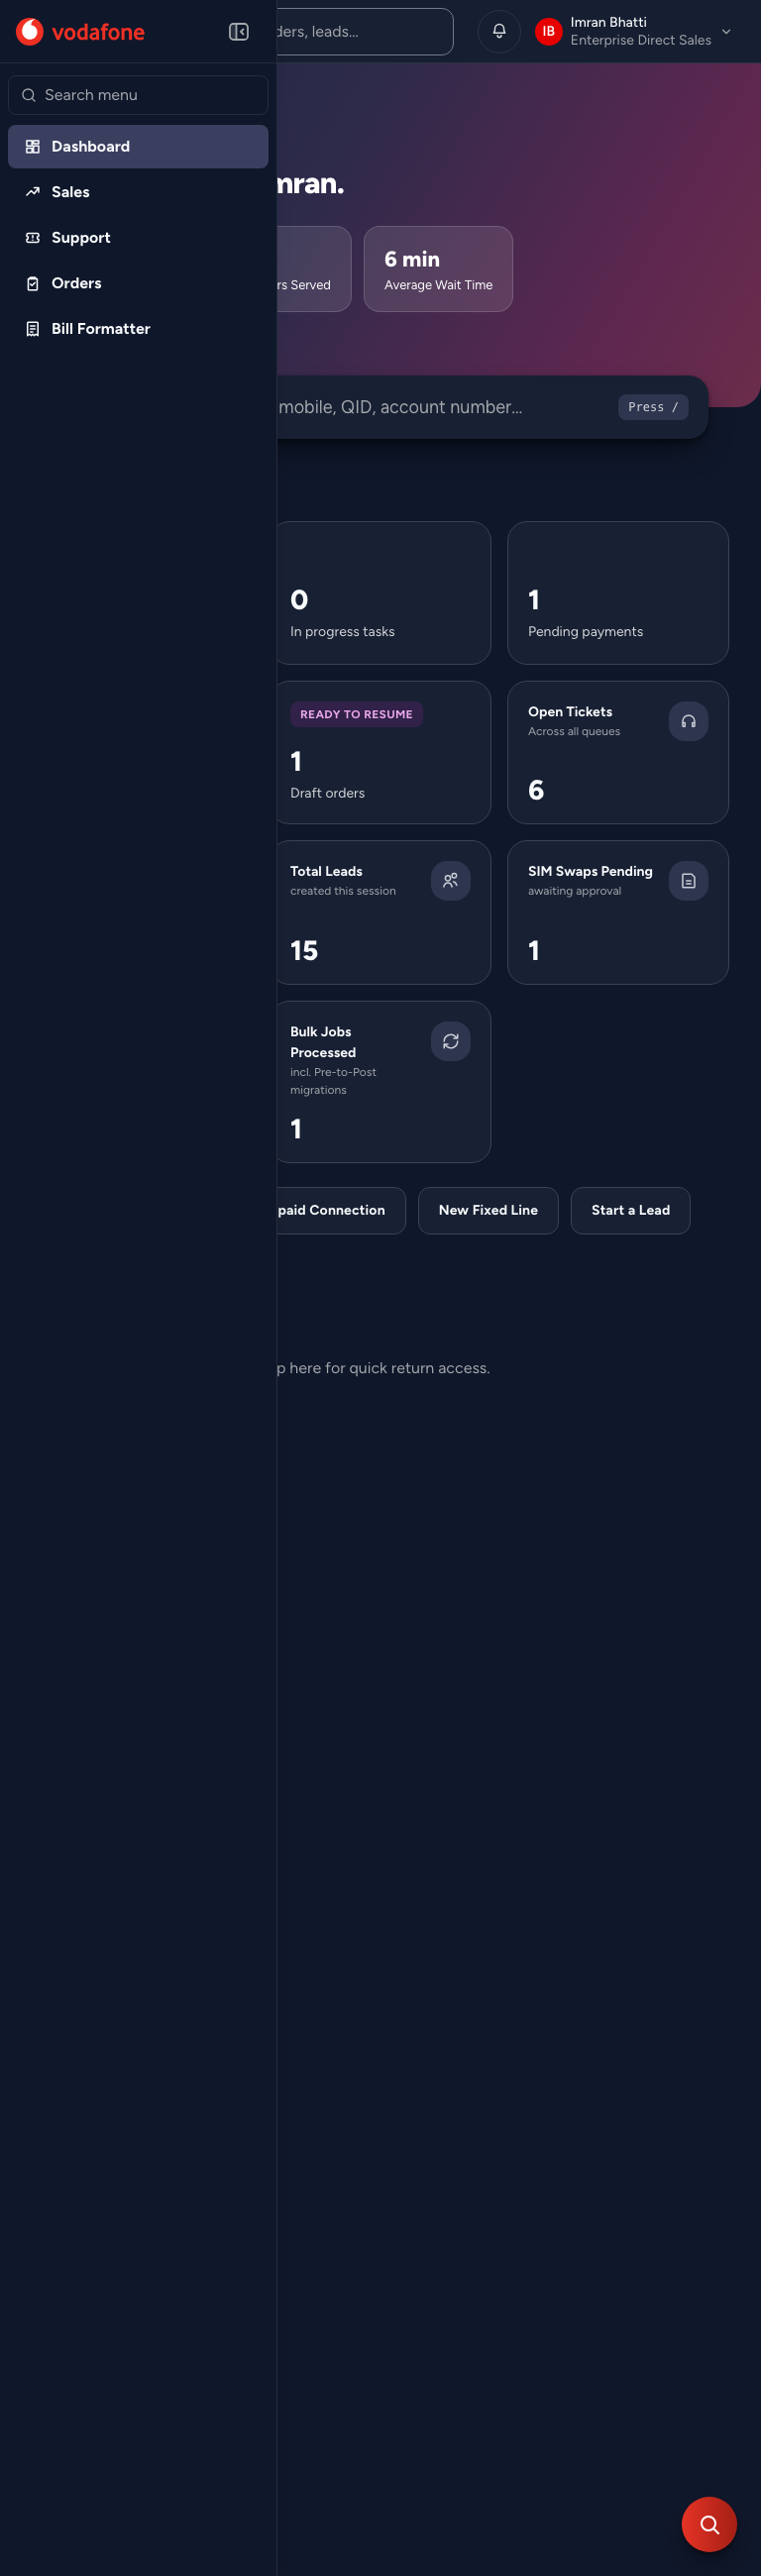 vodafone
Search menu
Dashboard
Sales
Support
Orders
Bill Formatter
leads...
Imran Bhatti
Enterprise Direct Sales
IB
6 min
Served
Average Wait Time
mobile, QID, account number...
Press /
0
In progress tasks
1
Pending payments
READY TO RESUME
1
Draft orders
Open Tickets
Across all queues
6
Total Leads
created this session
15
SIM Swaps Pending
awaiting approval
1
Bulk Jobs
Processed
incl. Pre-to-Post
migrations
1
Connection
New Fixed Line
Start a Lead
here for quick return access.